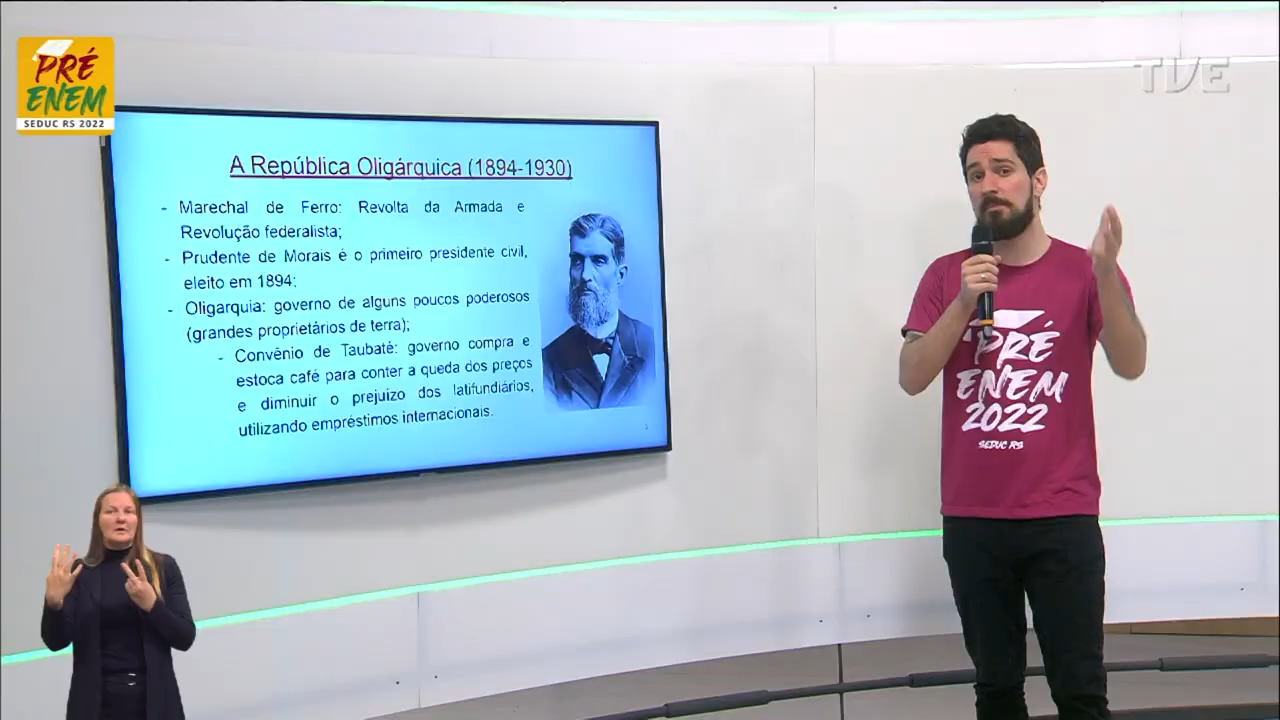 PRÉ
ENEM
SEDUC RS 2022
TVE
A República Oligárquica (1894-1930)
- Marechal de Ferro: Revolta da Armada e
Revolução federalista;
- Prudente de Morais é o primeiro presidente civil,
eleito em 1894;
- Oligarquia: governo de alguns poucos poderosos
(grandes proprietários de terra);
- Convênio de Taubaté: governo compra e
estoca café para conter a queda dos preços
e diminuir o prejuízo dos latifundiários,
utilizando empréstimos internacionais.
PRÉ
ENEM
2022
SEDUC RS